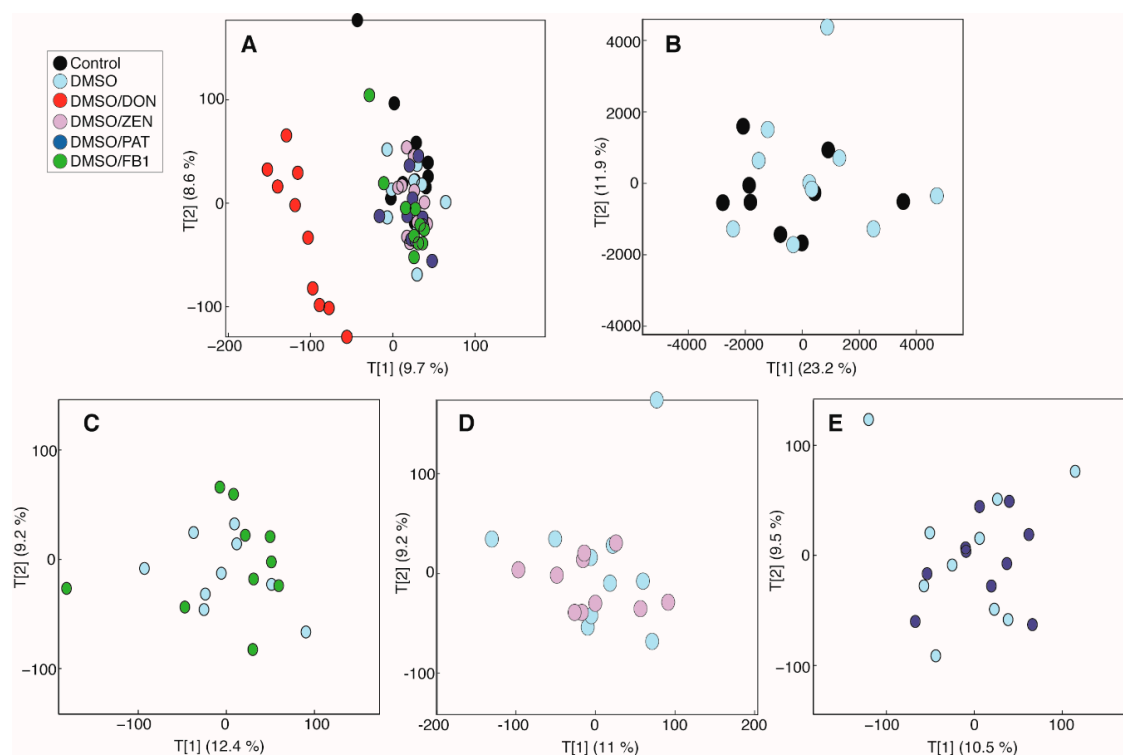 Control
DMSO
DMSO/DON
DMSO/ZEN
DMSO/PAT
DMSO/FB1
A
100
0
−100
T[2] (8.6 %)
−200
−100
0
100
T[1] (9.7 %)
B
4000
2000
0
−2000
−4000
T[2] (11.9 %)
-4000
-2000
0
2000
4000
T[1] (23.2 %)
C
100
0
−100
T[2] (9.2 %)
−100
0
100
T[1] (12.4 %)
D
200
100
0
-100
T[2] (9.2 %)
-200
-100
0
100
200
T[1] (11 %)
E
100
0
−100
T[2] (9.5 %)
−100
0
100
T[1] (10.5 %)